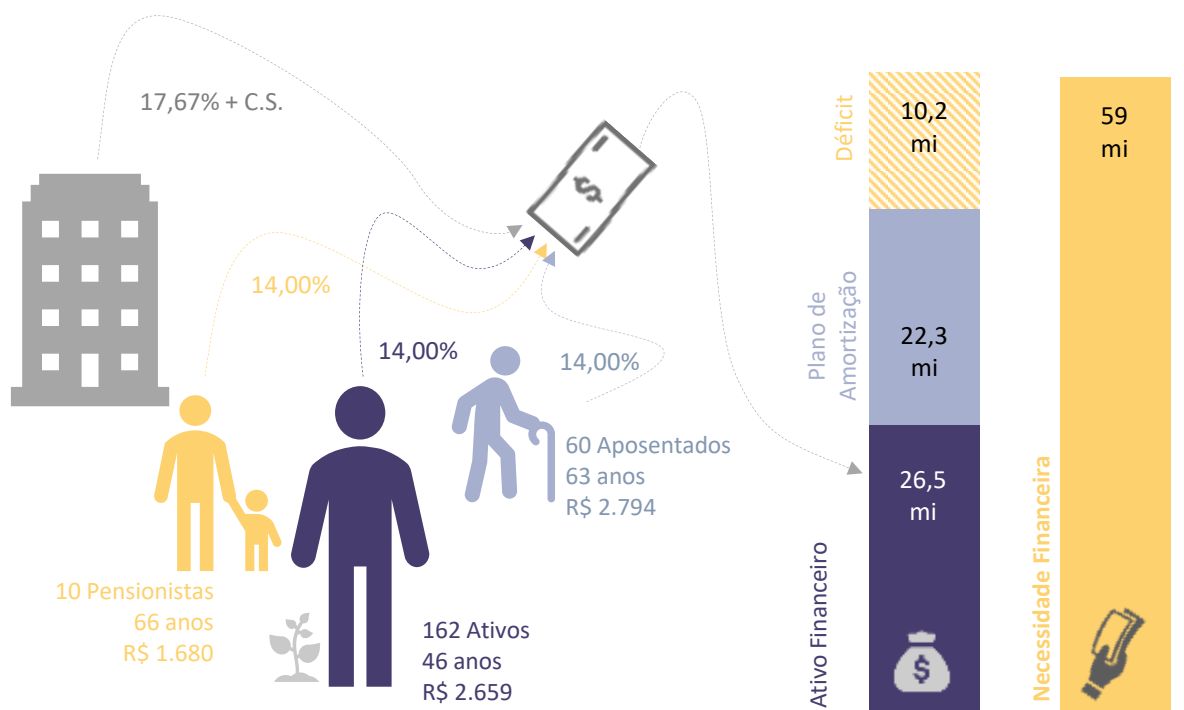 17,67% + C.S.
14,00%
14,00%
14,00%
$
10 Pensionistas
66 anos
R$ 1.680
162 Ativos
46 anos
R$ 2.659
60 Aposentados
63 anos
R$ 2.794
Déficit
10,2
mi
Plano de
Amortização
22,3
mi
Ativo Financeiro
26,5
mi
$
Necessidade Financeira
59
mi